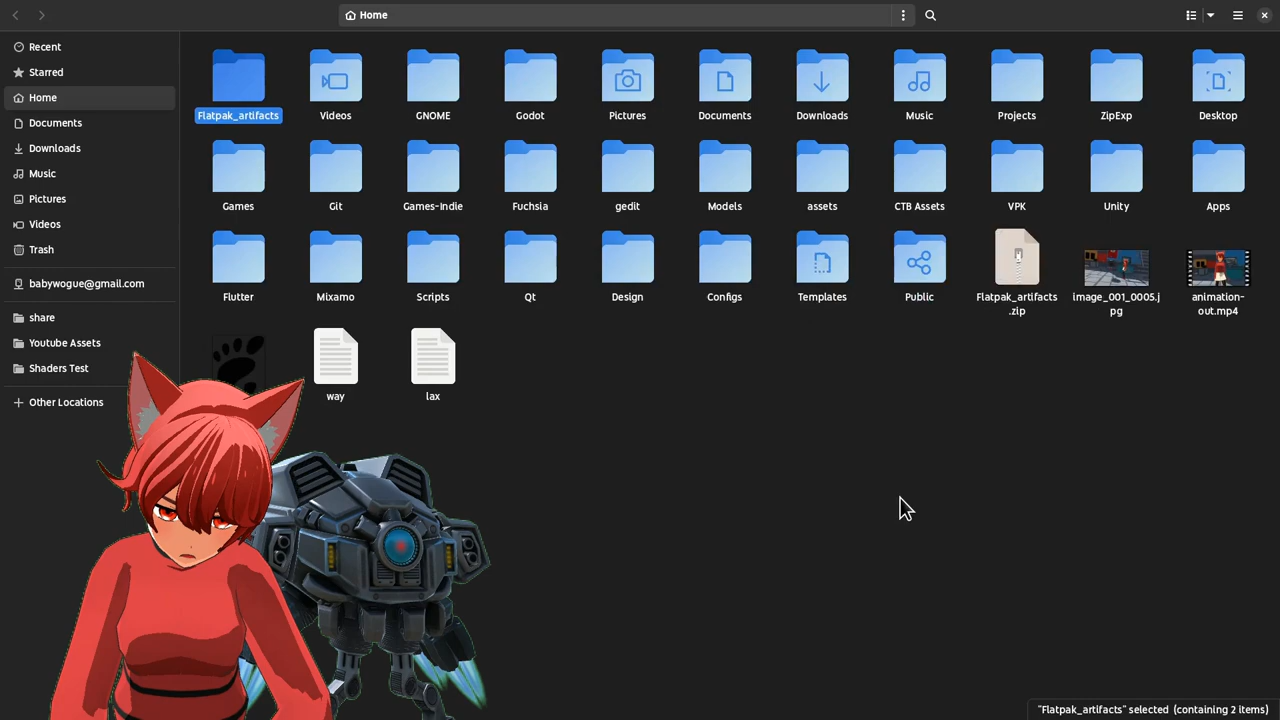 Home
Recent
Starred
Home
Documents
Downloads
Music
Pictures
Videos
Trash
babywogue@gmail.com
share
Youtube Assets
Shaders Test
Other Locations
Flatpak_artifacts
Videos
GNOME
Godot
Pictures
Documents
Downloads
Music
Projects
ZipExp
Desktop
Games
Git
Games-Indie
Fuchsia
gedit
Models
assets
CTB Assets
VPK
Unity
Apps
Flutter
Mixamo
Scripts
Qt
Design
Configs
Templates
Public
Flatpak_artifacts
.zip
image_001_0005.j
pg
animation-
out.mp4
way
lax
"Flatpak_artifacts" selected (containing 2 items)